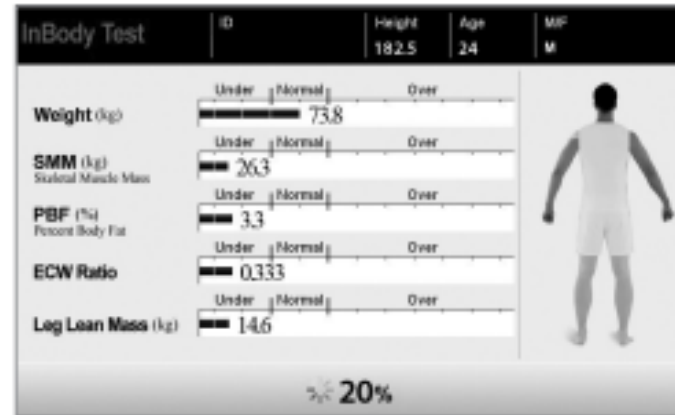 InBody Test
ID
Height
182.5
Age
24
M/F
M
Under Normal Over
Weight (kg) 73.8
Under Normal Over
SMM (kg) 26.3
Skeletal Muscle Mass
Under Normal Over
PBF (%) 3.3
Percent Body Fat
Under Normal Over
ECW Ratio 0.333
Under Normal Over
Leg Lean Mass (kg) 14.6
20%